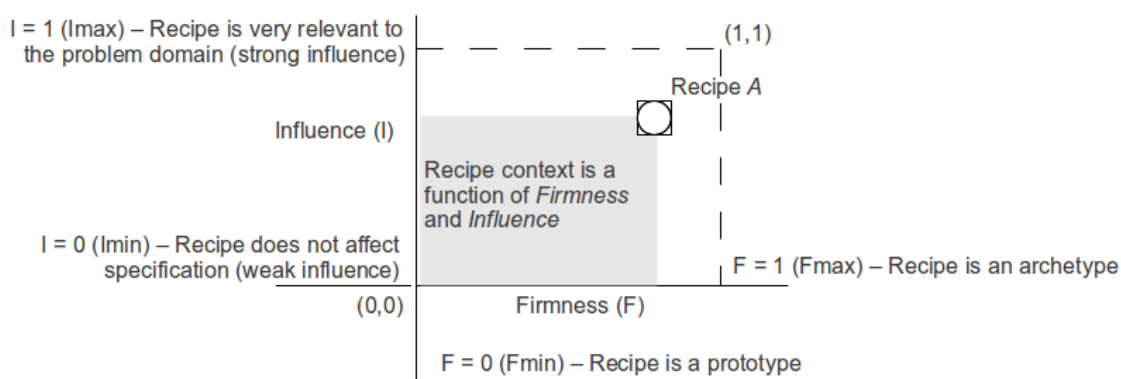 I = 1 (Imax) – Recipe is very relevant to
the problem domain (strong influence)
(1,1)
Recipe A
Influence (I)
Recipe context is a
function of Firmness
and Influence
I = 0 (Imin) – Recipe does not affect
specification (weak influence)
F = 1 (Fmax) – Recipe is an archetype
(0,0)
Firmness (F)
F = 0 (Fmin) – Recipe is a prototype